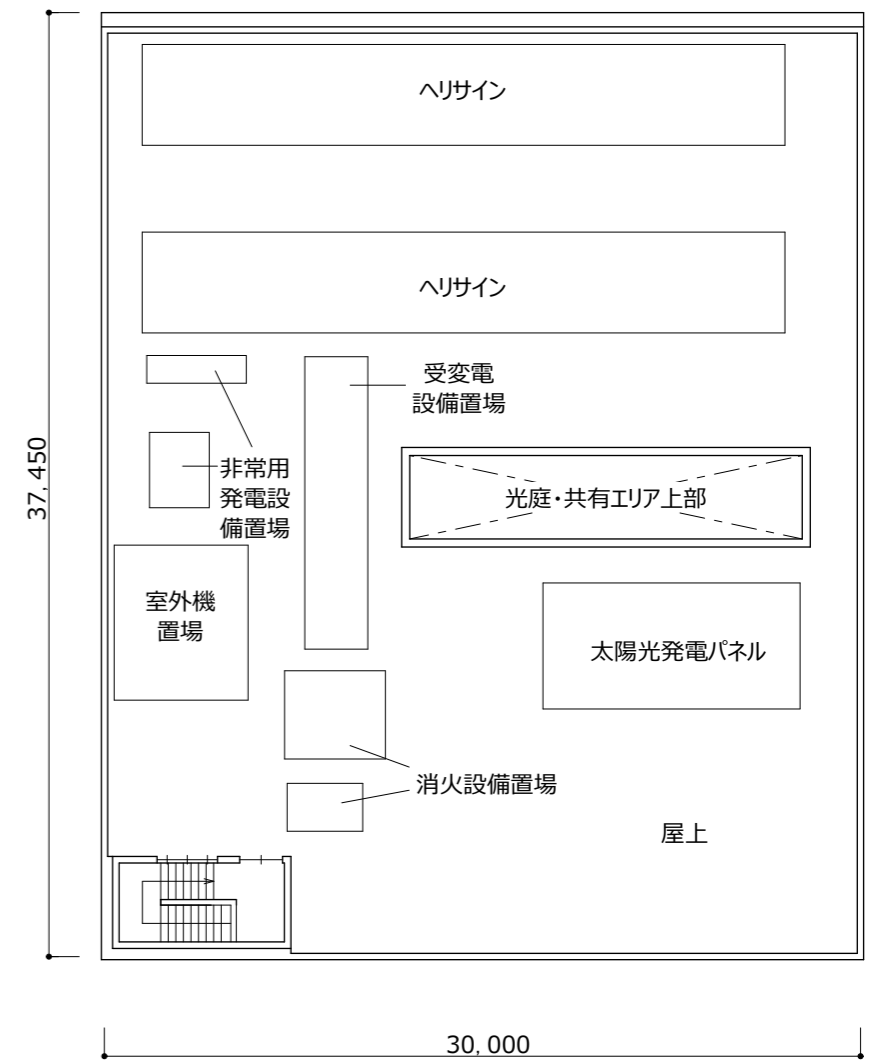 ヘリサイン
ヘリサイン
受変電
設備置場
37,450
非常用
発電設
備置場
光庭・共有エリア上部
室外機
置場
太陽光発電パネル
消火設備置場
屋上
30,000